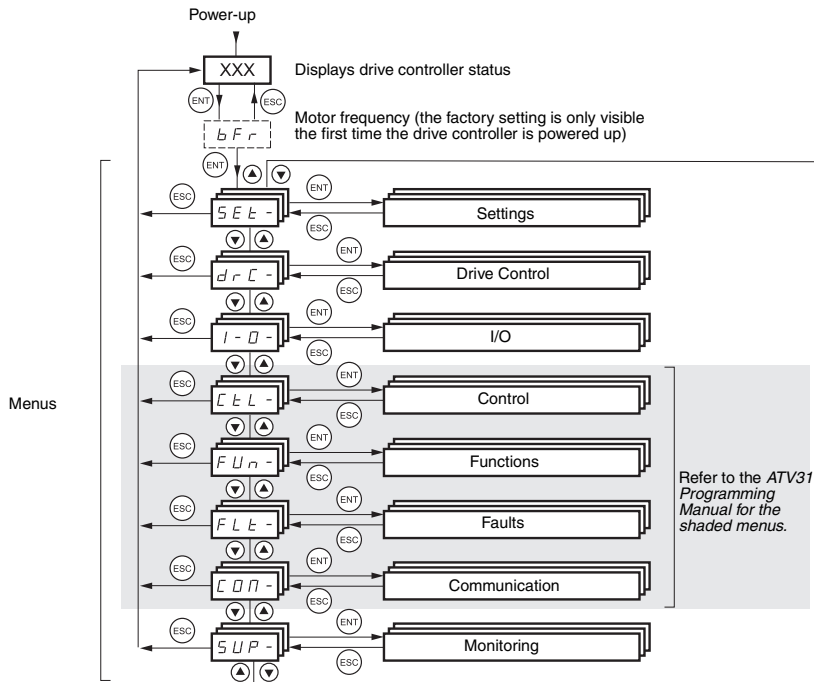 Power-up
XXX Displays drive controller status
ENT ESC
Motor frequency (the factory setting is only visible
the first time the drive controller is powered up)
bFr
ENT
ESC SEt- ENT Settings
ESC
ESC drC- ENT Drive Control
ESC
ESC I-O- ENT I/O
ESC
ESC CtL- ENT Control
ESC
Menus
ESC FUn- ENT Functions
ESC
Refer to the ATV31
Programming
Manual for the
shaded menus.
ESC FLt- ENT Faults
ESC
ESC COM- ENT Communication
ESC
ESC SUP- ENT Monitoring
ESC